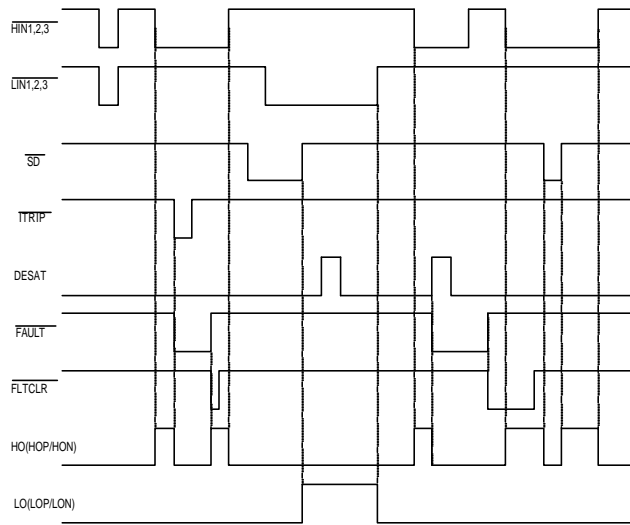 HIN1,2,3
LIN1,2,3
SD
ITRIP
DESAT
FAULT
FLTCLR
HO(HOP/HON)
LO(LOP/LON)